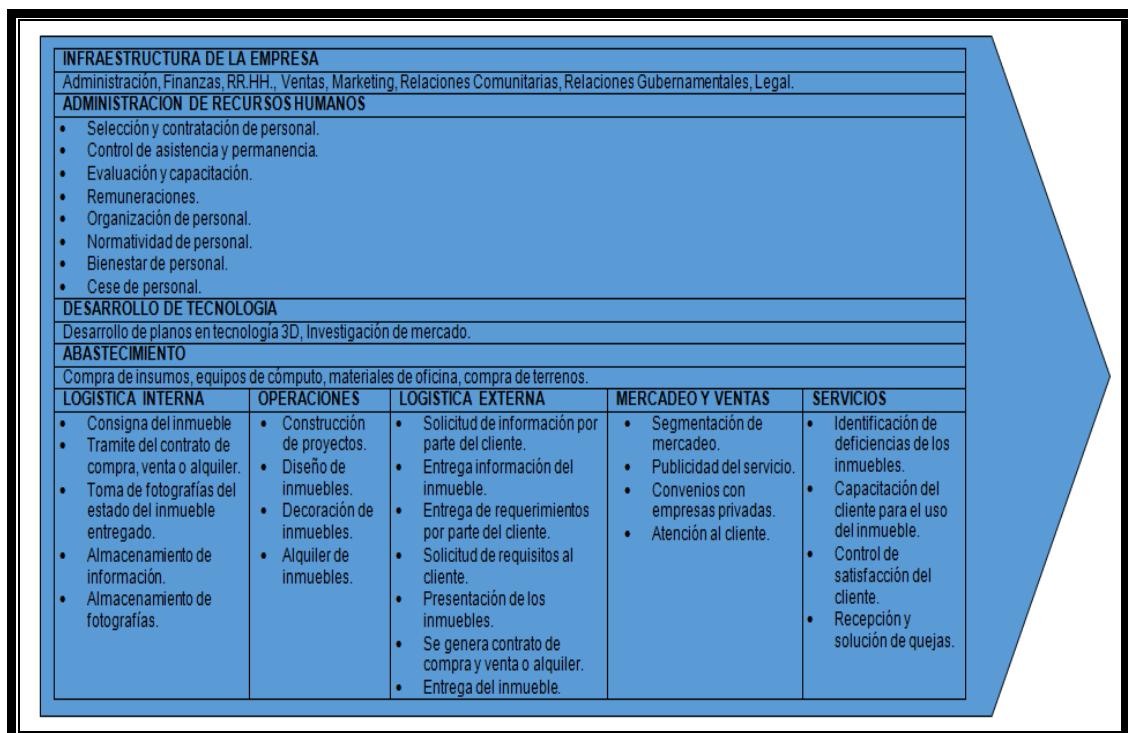 INFRAESTRUCTURA DE LA EMPRESA
Administración, Finanzas, RR.HH., Ventas, Marketing, Relaciones Comunitarias, Relaciones Gubernamentales, Legal.
ADMINISTRACION DE RECURSOS HUMANOS
• Selección y contratación de personal.
• Control de asistencia y permanencia.
• Evaluación y capacitación.
• Remuneraciones.
• Organización de personal.
• Normatividad de personal.
• Bienestar de personal.
• Cese de personal.
DESARROLLO DE TECNOLOGIA
Desarrollo de planos en tecnología 3D, Investigación de mercado.
ABASTECIMIENTO
Compra de insumos, equipos de cómputo, materiales de oficina, compra de terrenos.
LOGISTICA INTERNA
• Consigna del inmueble
• Tramite del contrato de
compra, venta o alquiler.
• Toma de fotografías del
estado del inmueble
entregado.
• Almacenamiento de
información.
• Almacenamiento de
fotografías.
OPERACIONES
• Construcción
de proyectos.
• Diseño de
inmuebles.
• Decoración de
inmuebles.
• Alquiler de
inmuebles.
LOGISTICA EXTERNA
• Solicitud de información por
parte del cliente.
• Entrega información del
inmueble.
• Entrega de requerimientos
por parte del cliente.
• Solicitud de requisitos al
cliente.
• Presentación de los
inmuebles.
• Se genera contrato de
compra y venta o alquiler.
• Entrega del inmueble.
MERCADEO Y VENTAS
• Segmentación de
mercadeo.
• Publicidad del servicio.
• Convenios con
empresas privadas.
• Atención al cliente.
SERVICIOS
• Identificación de
deficiencias de los
inmuebles.
• Capacitación del
cliente para el uso
del inmueble.
• Control de
satisfacción del
cliente.
• Recepción y
solución de quejas.